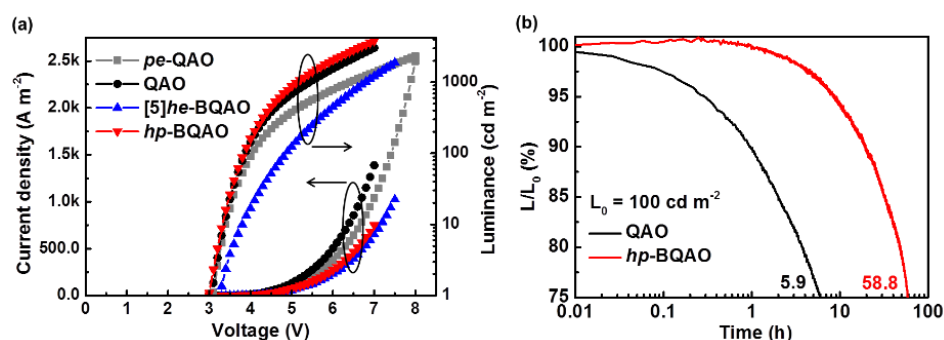 (a)
Current density (A m⁻²)
2.5k
2.0k
1.5k
1.0k
500.0
0.0
pe-QAO
QAO
[5]he-BQAO
hp-BQAO
0 1 2 3 4 5 6 7 8
Voltage (V)
1000
100
10
1
Luminance (cd m⁻²)
(b)
L/L₀ (%)
100
95
90
85
80
75
L₀ = 100 cd m⁻²
QAO
hp-BQAO
5.9
58.8
0.01 0.1 1 10 100
Time (h)